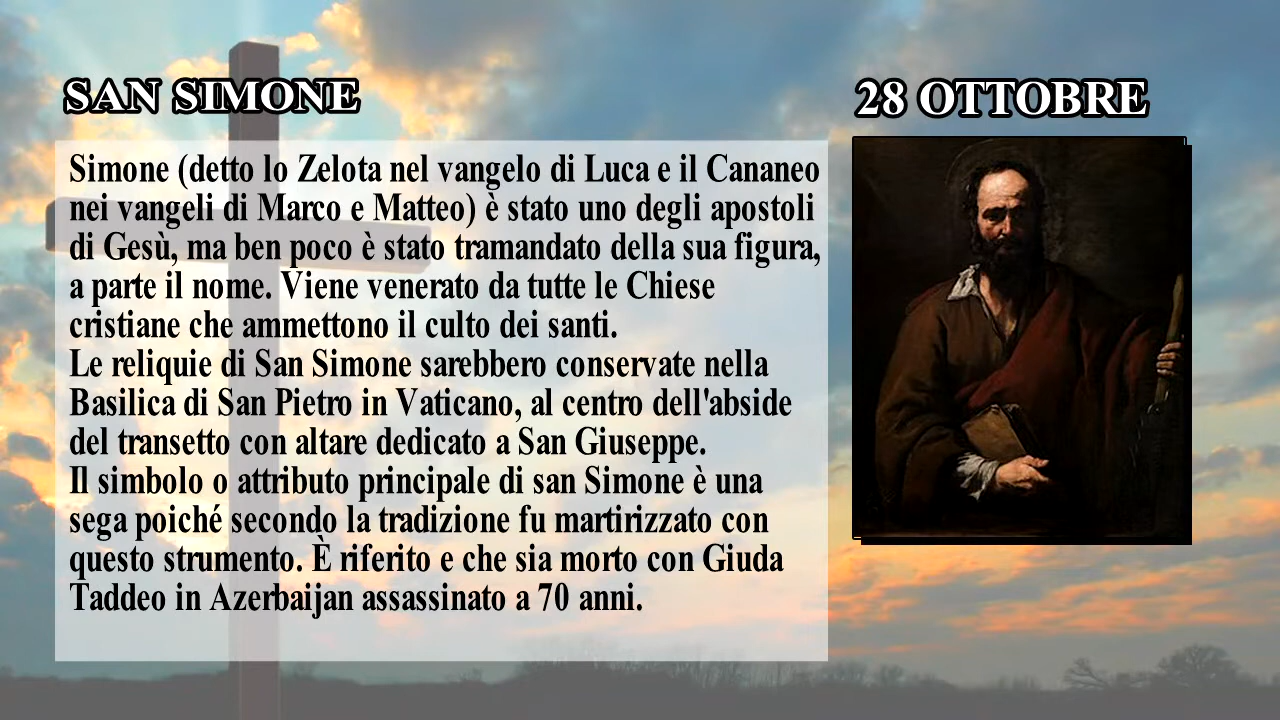 SAN SIMONE
28 OTTOBRE
Simone (detto lo Zelota nel vangelo di Luca e il Cananeo
nei vangeli di Marco e Matteo) è stato uno degli apostoli
di Gesù, ma ben poco è stato tramandato della sua figura,
a parte il nome. Viene venerato da tutte le Chiese
cristiane che ammettono il culto dei santi.
Le reliquie di San Simone sarebbero conservate nella
Basilica di San Pietro in Vaticano, al centro dell'abside
del transetto con altare dedicato a San Giuseppe.
Il simbolo o attributo principale di san Simone è una
sega poiché secondo la tradizione fu martirizzato con
questo strumento. È riferito e che sia morto con Giuda
Taddeo in Azerbaijan assassinato a 70 anni.